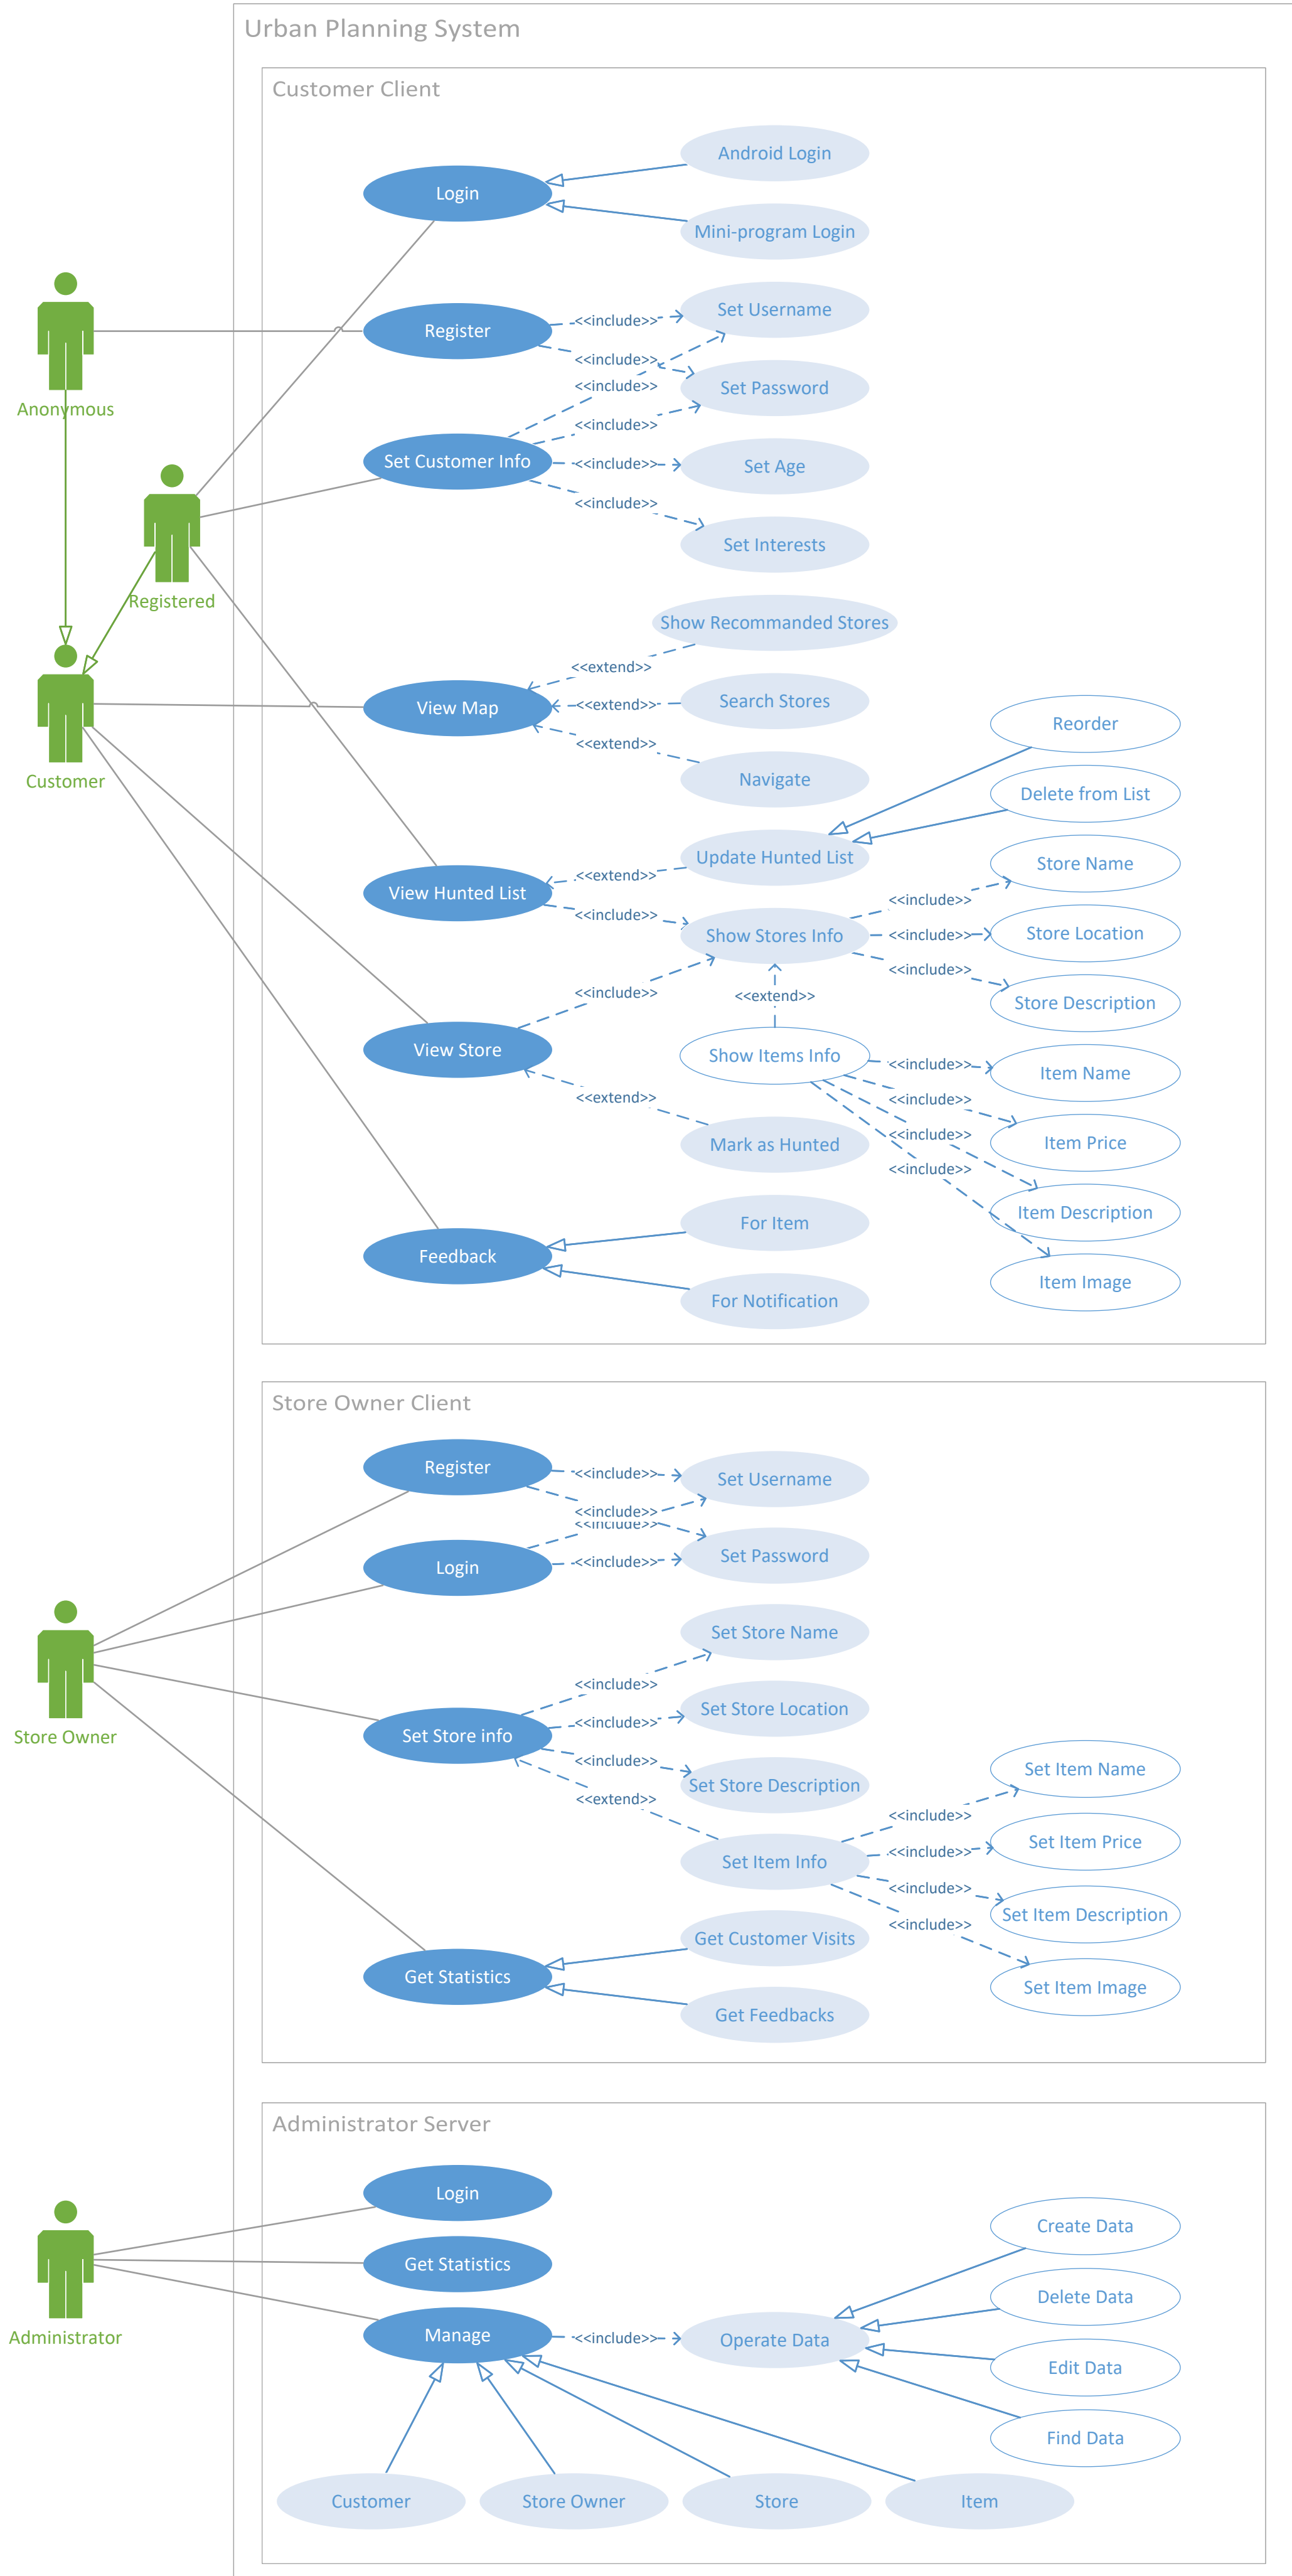 Urban Planning System
Customer Client
Android Login
Login
Mini-program Login
Set Username
<<include>>
Register
<<include>>
<<include>>
Set Password
Anonymous
<<include>>
Set Customer Info
<<include>>
Set Age
<<include>>
Set Interests
Registered
Show Recommanded Stores
<<extend>>
View Map
<<extend>>
Search Stores
Reorder
<<extend>>
Customer
Navigate
Delete from List
Update Hunted List
Store Name
<<extend>>
View Hunted List
<<include>>
<<include>>
Show Stores Info
<<include>>
Store Location
<<include>>
<<include>>
<<extend>>
Store Description
View Store
Show Items Info
<<include>>
Item Name
<<extend>>
<<include>>
Mark as Hunted
<<include>>
Item Price
<<include>>
For Item
Item Description
Feedback
For Notification
Item Image
Store Owner Client
Register
<<include>>
Set Username
<<include>>
<<include>>
Login
<<include>>
Set Password
Set Store Name
<<include>>
Set Store Location
<<include>>
Store Owner
Set Store info
<<include>>
Set Item Name
Set Store Description
<<extend>>
<<include>>
Set Item Price
<<include>>
Set Item Info
<<include>>
Set Item Description
<<include>>
Get Customer Visits
Get Statistics
Set Item Image
Get Feedbacks
Administrator Server
Login
Create Data
Get Statistics
Delete Data
Administrator
Manage
<<include>>
Operate Data
Edit Data
Find Data
Customer
Store Owner
Store
Item